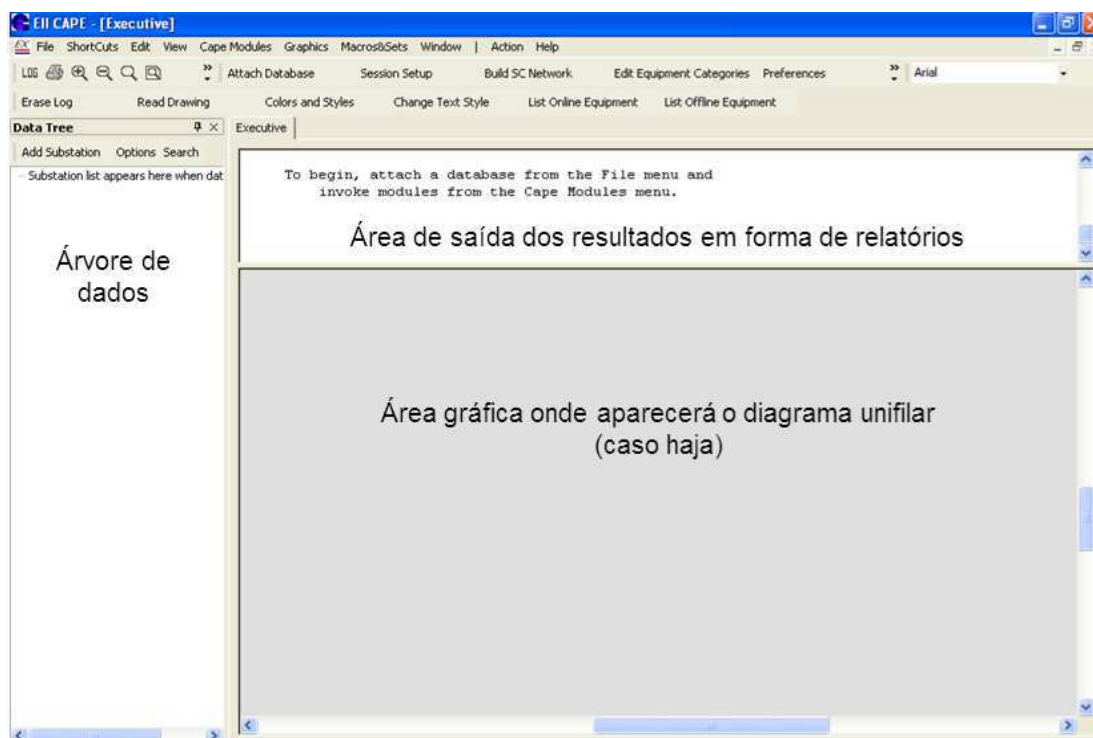 EII CAPE - [Executive]
File ShortCuts Edit View Cape Modules Graphics Macros&Sets Window | Action Help
LOG Attach Database Session Setup Build SC Network Edit Equipment Categories Preferences Arial
Erase Log Read Drawing Colors and Styles Change Text Style List Online Equipment List Offline Equipment
Data Tree
Executive
Add Substation Options Search
Substation list appears here when dat
To begin, attach a database from the File menu and
invoke modules from the Cape Modules menu.
Área de saída dos resultados em forma de relatórios
Árvore de
dados
Área gráfica onde aparecerá o diagrama unifilar
(caso haja)